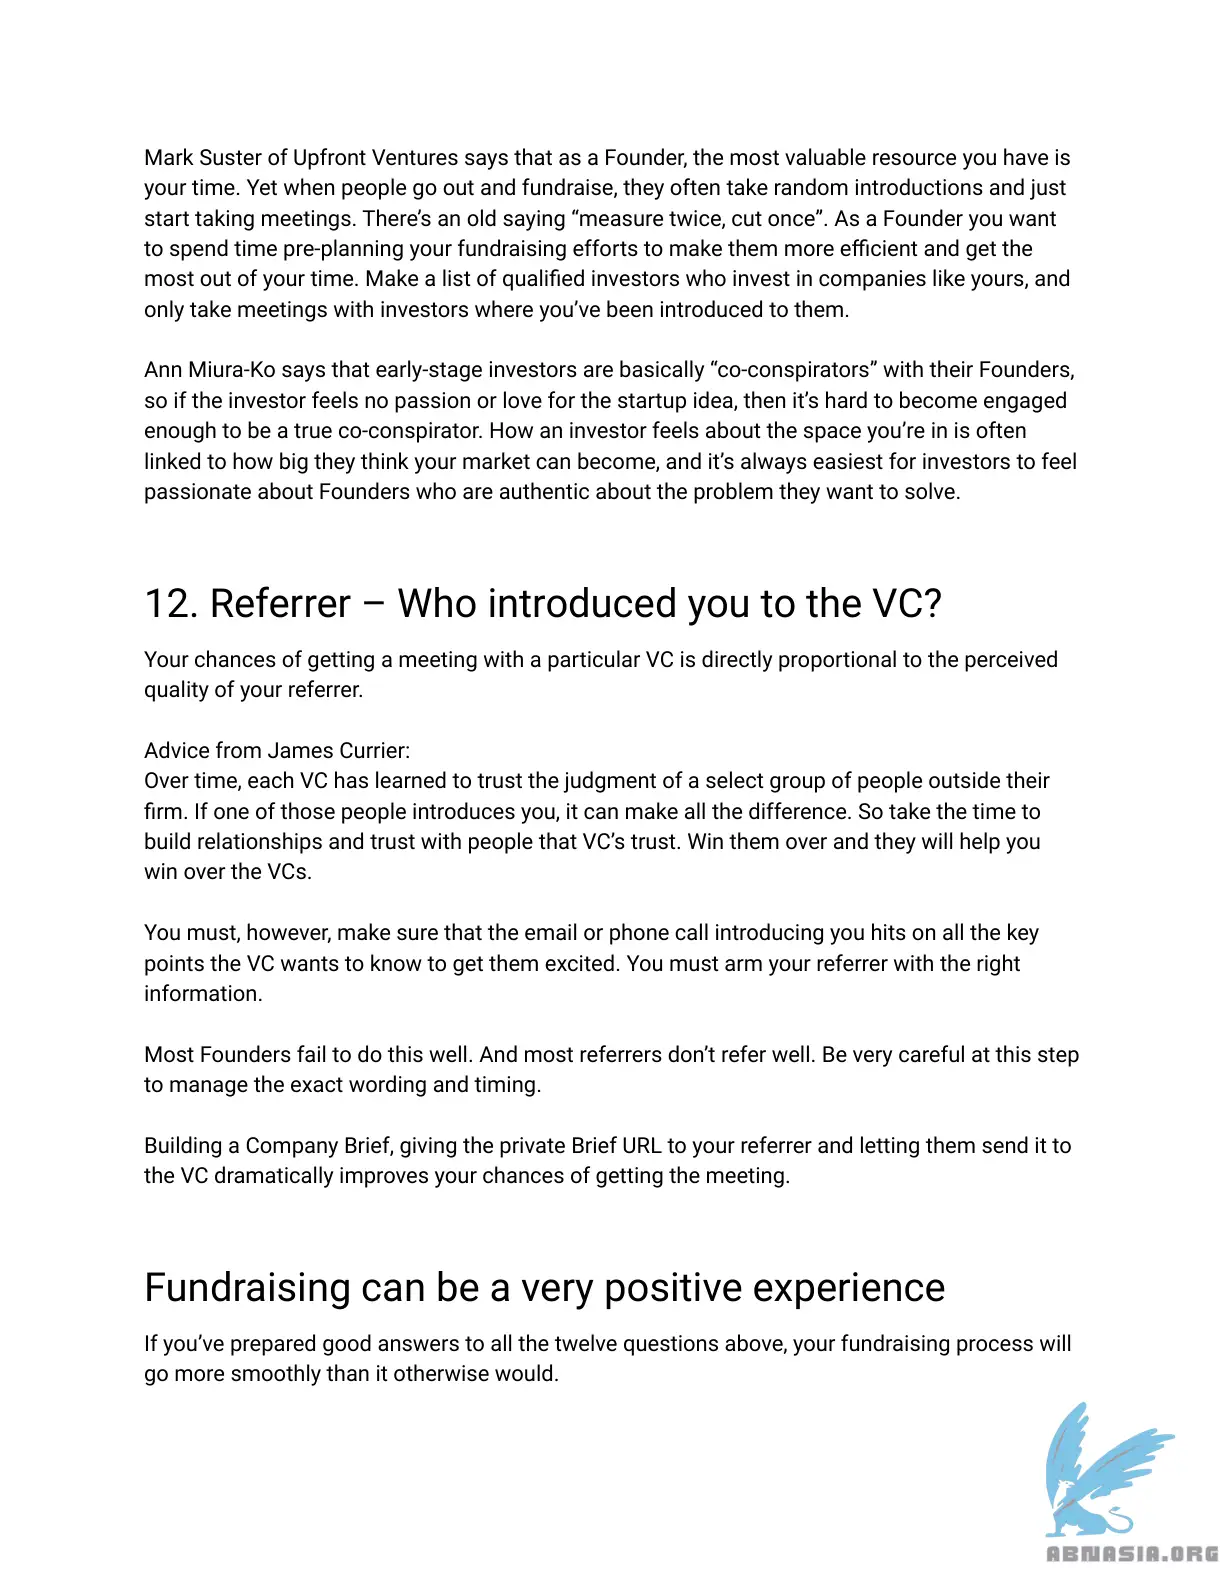 Mark Suster of Upfront Ventures says that as a Founder, the most valuable resource you have is
your time. Yet when people go out and fundraise, they often take random introductions and just
start taking meetings. There’s an old saying “measure twice, cut once”. As a Founder you want
to spend time pre-planning your fundraising efforts to make them more efficient and get the
most out of your time. Make a list of qualified investors who invest in companies like yours, and
only take meetings with investors where you’ve been introduced to them.
Ann Miura-Ko says that early-stage investors are basically “co-conspirators” with their Founders,
so if the investor feels no passion or love for the startup idea, then it’s hard to become engaged
enough to be a true co-conspirator. How an investor feels about the space you’re in is often
linked to how big they think your market can become, and it’s always easiest for investors to feel
passionate about Founders who are authentic about the problem they want to solve.
12. Referrer – Who introduced you to the VC?
Your chances of getting a meeting with a particular VC is directly proportional to the perceived
quality of your referrer.
Advice from James Currier:
Over time, each VC has learned to trust the judgment of a select group of people outside their
firm. If one of those people introduces you, it can make all the difference. So take the time to
build relationships and trust with people that VC’s trust. Win them over and they will help you
win over the VCs.
You must, however, make sure that the email or phone call introducing you hits on all the key
points the VC wants to know to get them excited. You must arm your referrer with the right
information.
Most Founders fail to do this well. And most referrers don’t refer well. Be very careful at this step
to manage the exact wording and timing.
Building a Company Brief, giving the private Brief URL to your referrer and letting them send it to
the VC dramatically improves your chances of getting the meeting.
Fundraising can be a very positive experience
If you’ve prepared good answers to all the twelve questions above, your fundraising process will
go more smoothly than it otherwise would.
ABNASIA.ORG